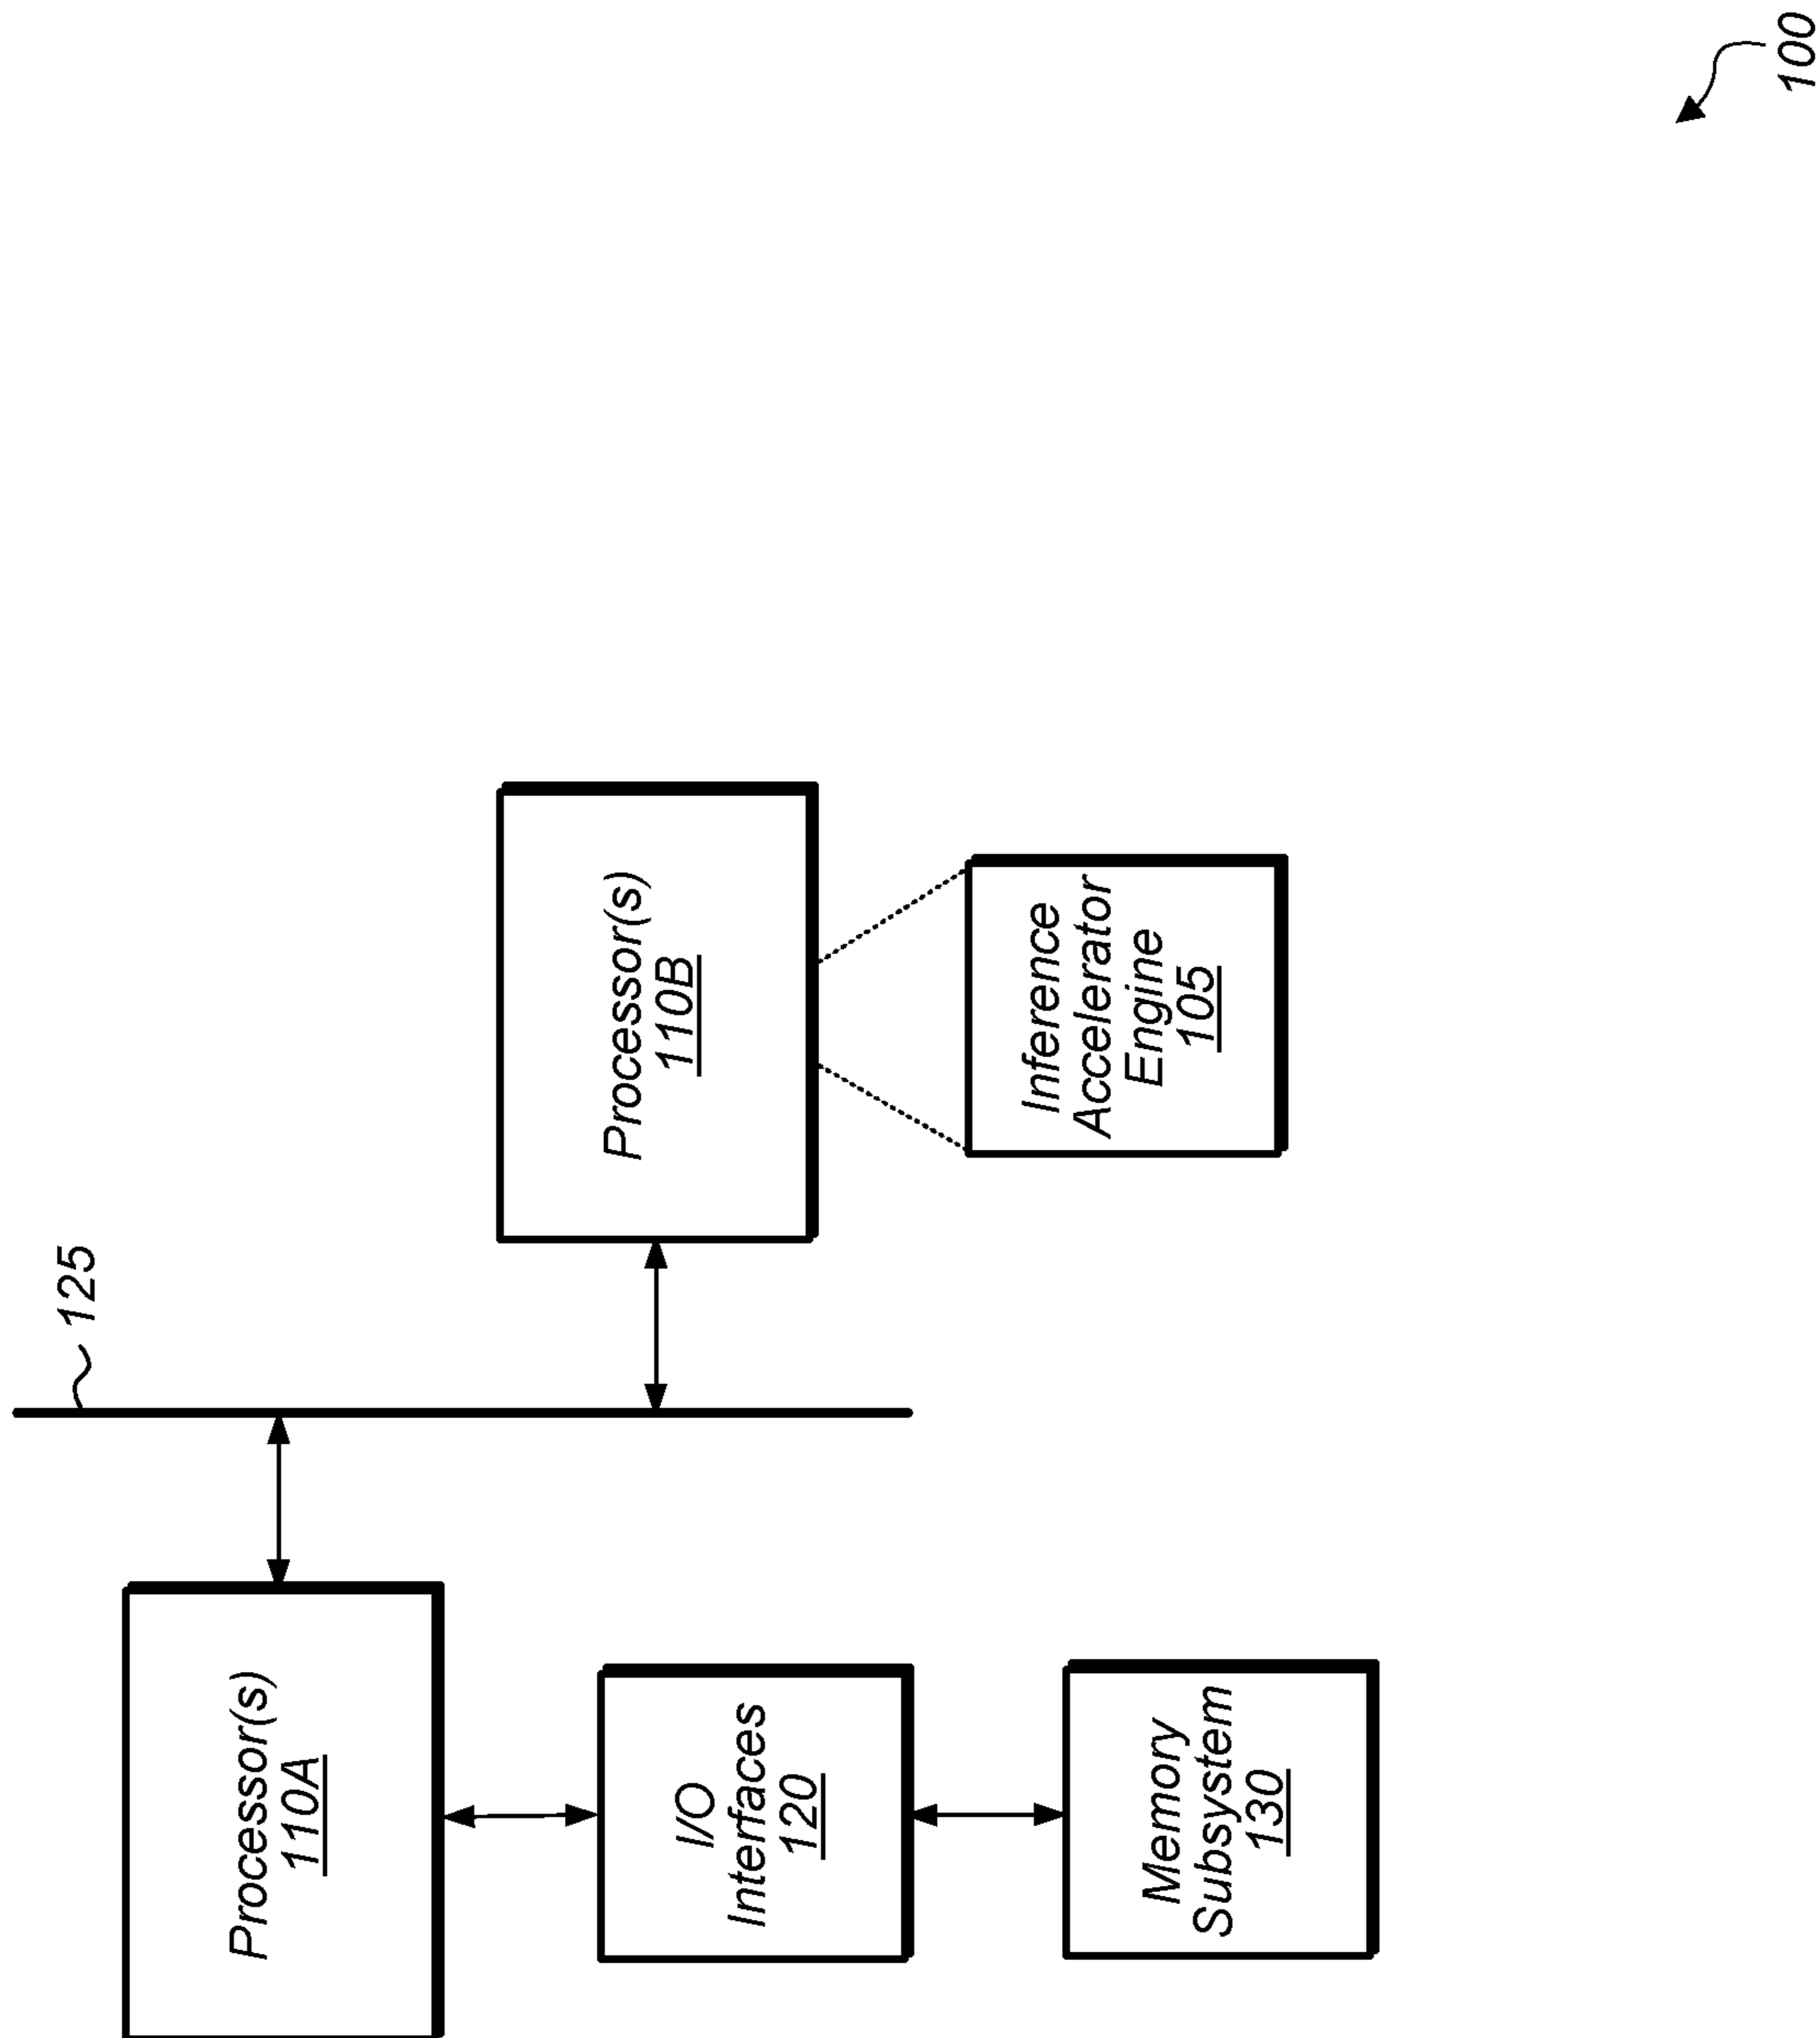 100
125
Processor(s)
110A
Processor(s)
110B
I/O
Interfaces
120
Inference
Accelerator
Engine
105
Memory
Subsystem
130